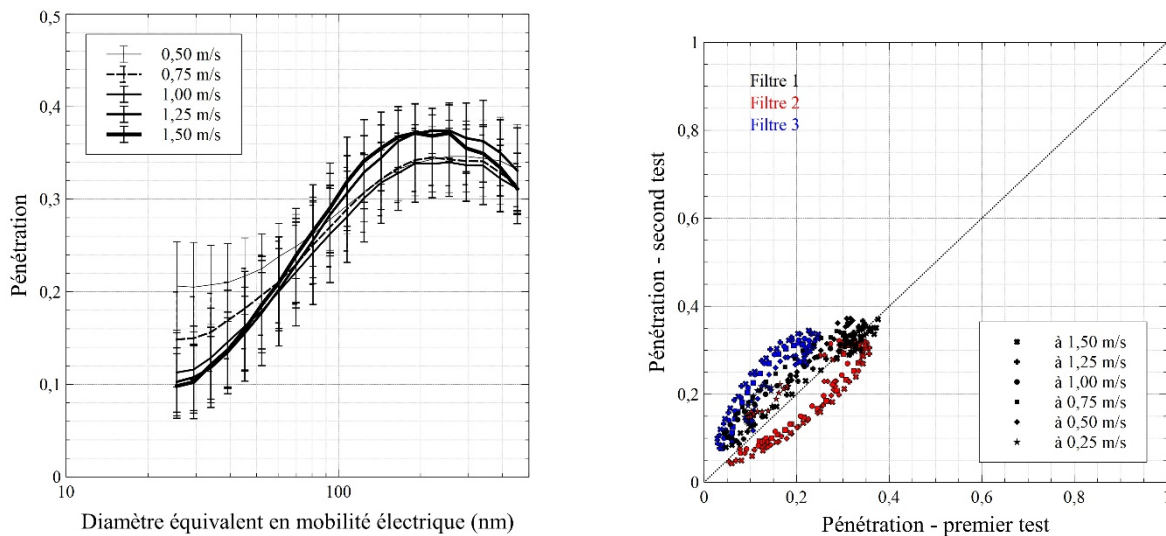 0,5
0,4
0,3
0,2
0,1
0
10
100
Pénétration
Diamètre équivalent en mobilité électrique (nm)
0,50 m/s
0,75 m/s
1,00 m/s
1,25 m/s
1,50 m/s
1
0,8
0,6
0,4
0,2
0
0
0,2
0,4
0,6
0,8
1
Pénétration - second test
Pénétration - premier test
Filtre 1
Filtre 2
Filtre 3
à 1,50 m/s
à 1,25 m/s
à 1,00 m/s
à 0,75 m/s
à 0,50 m/s
à 0,25 m/s